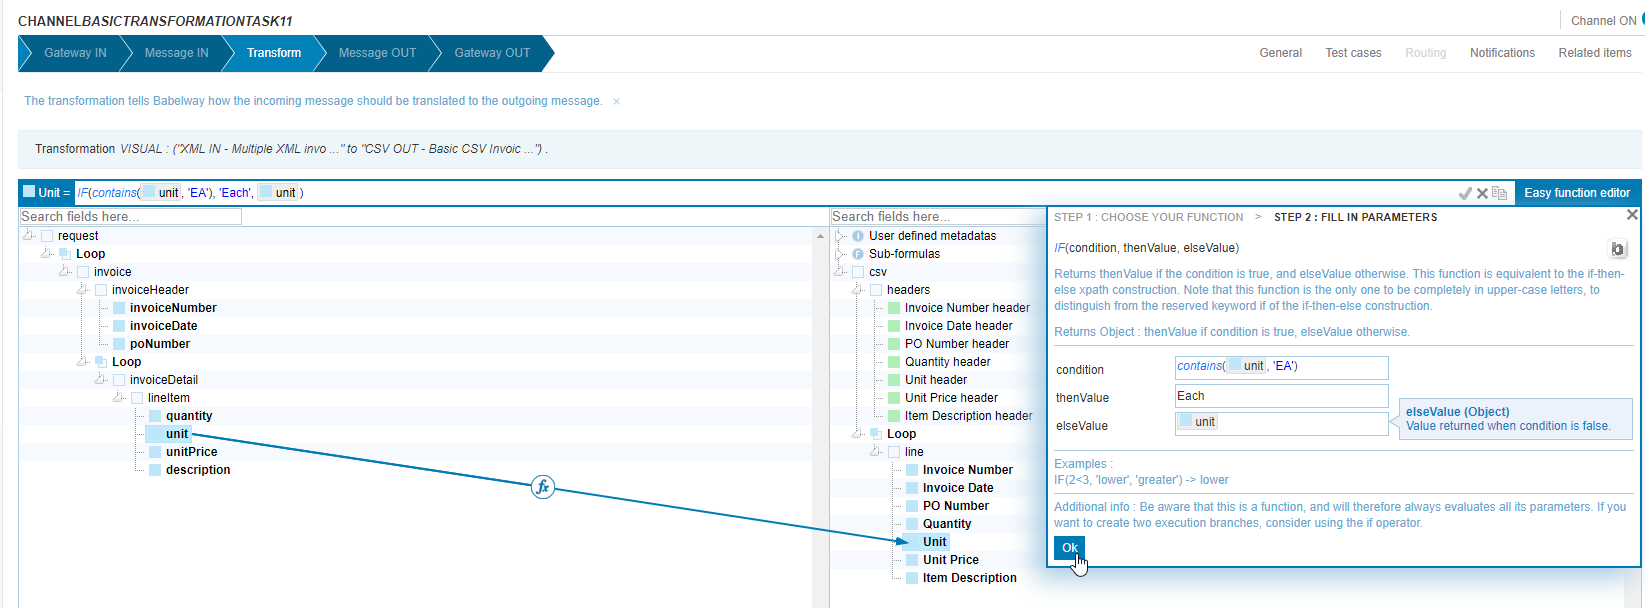 CHANNELBASICTRANSFORMATIONTASK11
Channel ON
Gateway IN
Message IN
Transform
Message OUT
Gateway OUT
General
Test cases
Routing
Notifications
Related items
The transformation tells Babelway how the incoming message should be translated to the outgoing message. ×
Transformation VISUAL : ("XML IN - Multiple XML invo ..." to "CSV OUT - Basic CSV Invoic ...") .
Unit = IF(contains( unit, 'EA'), 'Each', unit )
Easy function editor
Search fields here...
request
Loop
invoice
invoiceHeader
invoiceNumber
invoiceDate
poNumber
Loop
invoiceDetail
lineItem
quantity
unit
unitPrice
description
fx
Search fields here...
I User defined metadatas
F Sub-formulas
csv
headers
Invoice Number header
Invoice Date header
PO Number header
Quantity header
Unit header
Unit Price header
Item Description header
Loop
line
Invoice Number
Invoice Date
PO Number
Quantity
Unit
Unit Price
Item Description
STEP 1 : CHOOSE YOUR FUNCTION > STEP 2 : FILL IN PARAMETERS
IF(condition, thenValue, elseValue)
Returns thenValue if the condition is true, and elseValue otherwise. This function is equivalent to the if-then-
else xpath construction. Note that this function is the only one to be completely in upper-case letters, to
distinguish from the reserved keyword if of the if-then-else construction.
Returns Object : thenValue if condition is true, elseValue otherwise.
condition
contains( unit , 'EA')
thenValue
Each
elseValue
unit
elseValue (Object)
Value returned when condition is false.
Examples :
IF(2<3, 'lower', 'greater') -> lower
Additional info : Be aware that this is a function, and will therefore always evaluates all its parameters. If you
want to create two execution branches, consider using the if operator.
Ok